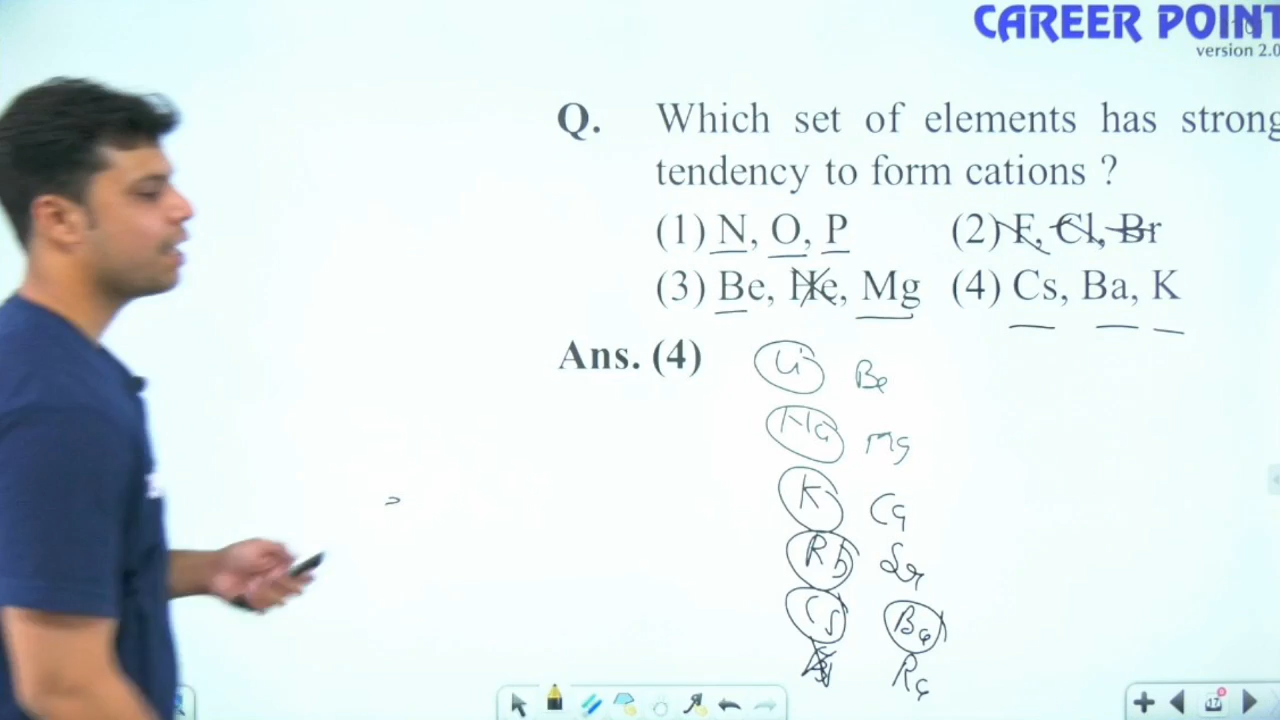 CAREER POINT
version 2.0
Q. Which set of elements has strong
tendency to form cations ?
(1) N, O, P (2) F, Cl, Br
(3) Be, He, Mg (4) Cs, Ba, K
Ans. (4)
Li Be
Na Mg
K Ca
Rb Sr
Cs Ba
Ra
17